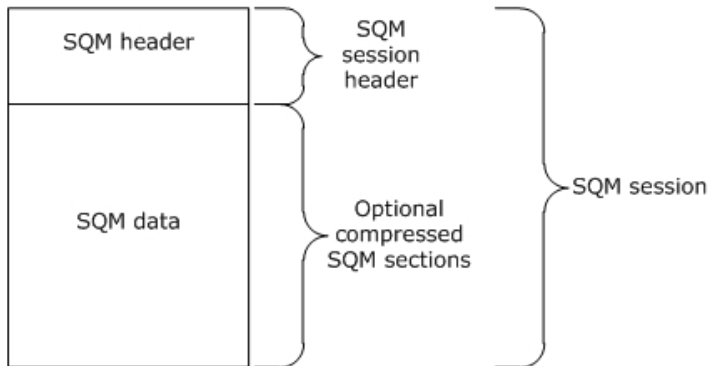 SQM header
SQM
session
header
SQM session
SQM data
Optional
compressed
SQM sections